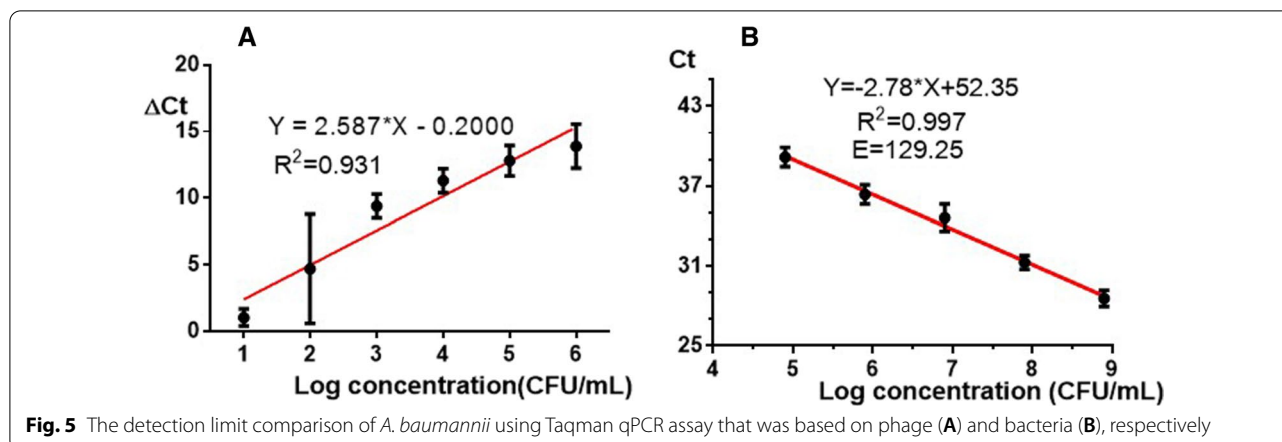 A
20
15
10
5
0
ΔCt
Y = 2.587*X - 0.2000
R²=0.931
1 2 3 4 5 6
Log concentration(CFU/mL)
B
Ct
43
37
31
25
Y=-2.78*X+52.35
R²=0.997
E=129.25
4 5 6 7 8 9
Log concentration (CFU/mL)
Fig. 5 The detection limit comparison of A. baumannii using Taqman qPCR assay that was based on phage (A) and bacteria (B), respectively